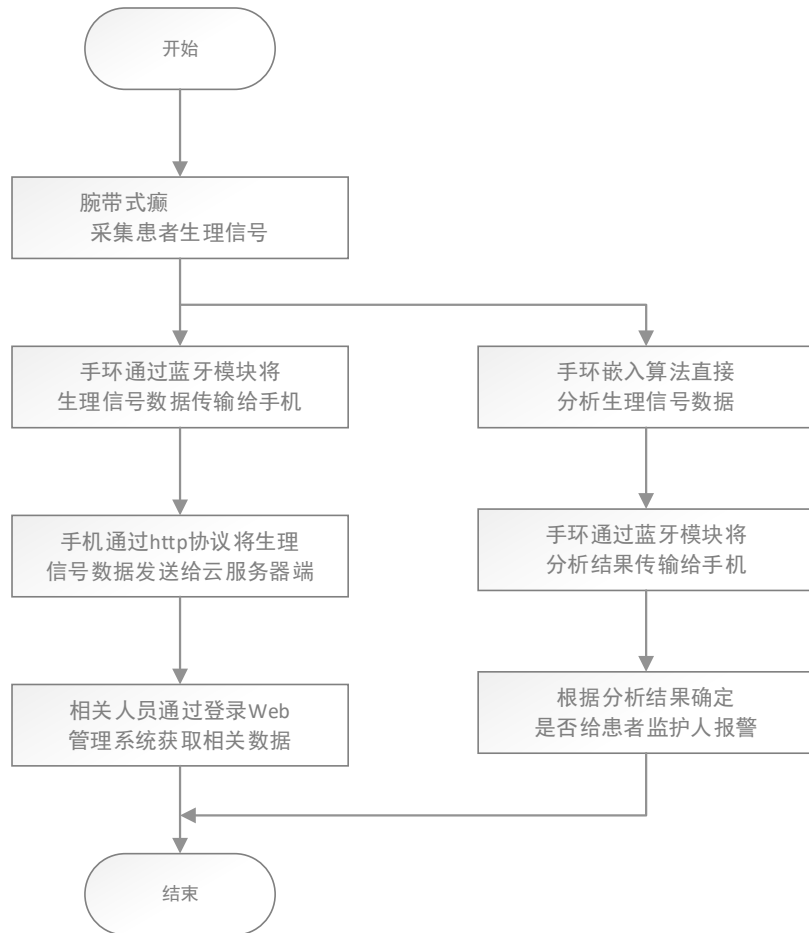 开始
腕带式癫
采集患者生理信号
手环通过蓝牙模块将
生理信号数据传输给手机
手环嵌入算法直接
分析生理信号数据
手机通过http协议将生理
信号数据发送给云服务器端
手环通过蓝牙模块将
分析结果传输给手机
相关人员通过登录Web
管理系统获取相关数据
根据分析结果确定
是否给患者监护人报警
结束